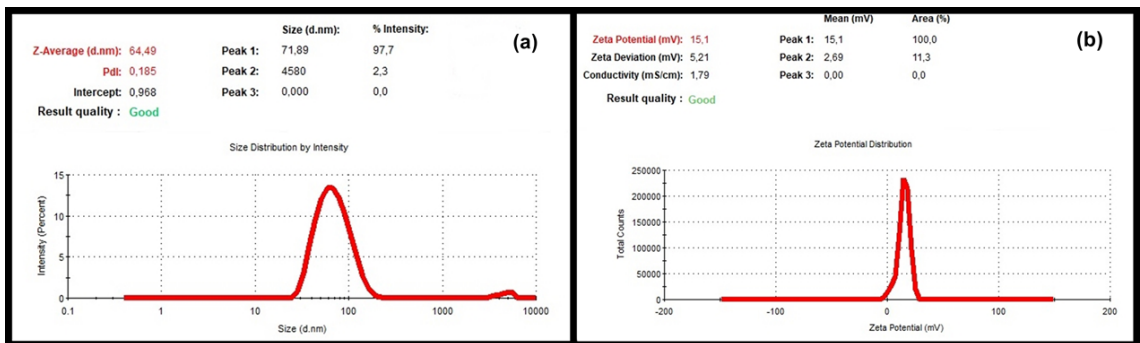 Size (d.nm): % Intensity:
(a)
Z-Average (d.nm): 64,49 Peak 1: 71,89 97,7
PdI: 0,185 Peak 2: 4580 2,3
Intercept: 0,968 Peak 3: 0,000 0,0
Result quality : Good
Size Distribution by Intensity
Intensity (Percent)
15
10
5
0
0.1 1 10 100 1000 10000
Size (d.nm)
Mean (mV) Area (%)
(b)
Zeta Potential (mV): 15,1 Peak 1: 15,1 100,0
Zeta Deviation (mV): 5,21 Peak 2: 2,69 11,3
Conductivity (mS/cm): 1,79 Peak 3: 0,00 0,0
Result quality : Good
Zeta Potential Distribution
Total Counts
250000
200000
150000
100000
50000
0
-200 -100 0 100 200
Zeta Potential (mV)